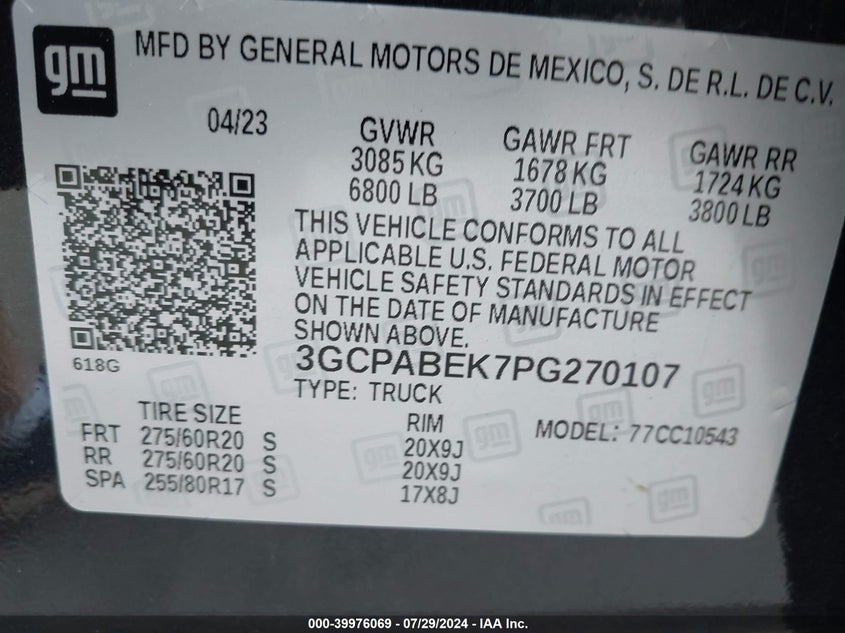 gm
MFD BY GENERAL MOTORS DE MEXICO, S. DE R.L. DE C.V.
04/23
GVWR GAWR FRT GAWR RR
3085 KG 1678 KG 1724 KG
6800 LB 3700 LB 3800 LB
THIS VEHICLE CONFORMS TO ALL
APPLICABLE U.S. FEDERAL MOTOR
VEHICLE SAFETY STANDARDS IN EFFECT
ON THE DATE OF MANUFACTURE
SHOWN ABOVE.
618G
3GCPABEK7PG270107
TYPE: TRUCK
TIRE SIZE RIM MODEL: 77CC10543
FRT 275/60R20 S 20X9J
RR 275/60R20 S 20X9J
SPA 255/80R17 S 17X8J
000-39976069 - 07/29/2024 - IAA Inc.